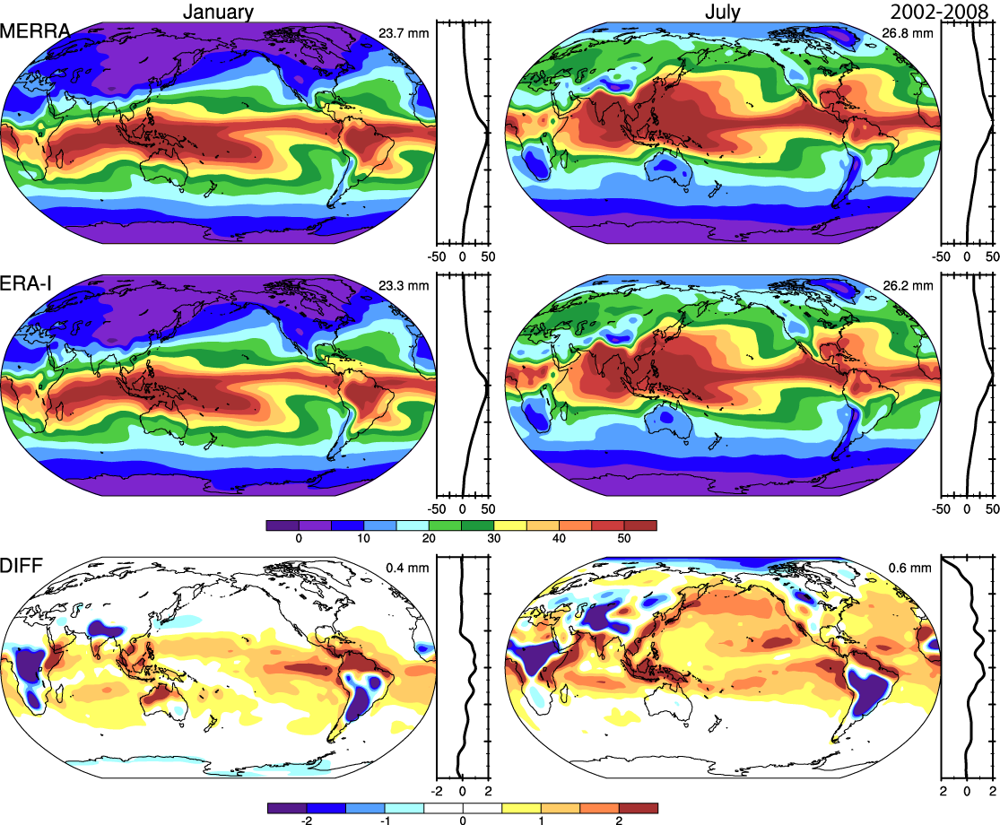 January July 2002-2008
MERRA 23.7 mm 26.8 mm
-50 0 50 -50 0 50
ERA-I 23.3 mm 26.2 mm
-50 0 50 -50 0 50
0 10 20 30 40 50
DIFF 0.4 mm 0.6 mm
-2 0 2 2 0 2
-2 -1 0 1 2